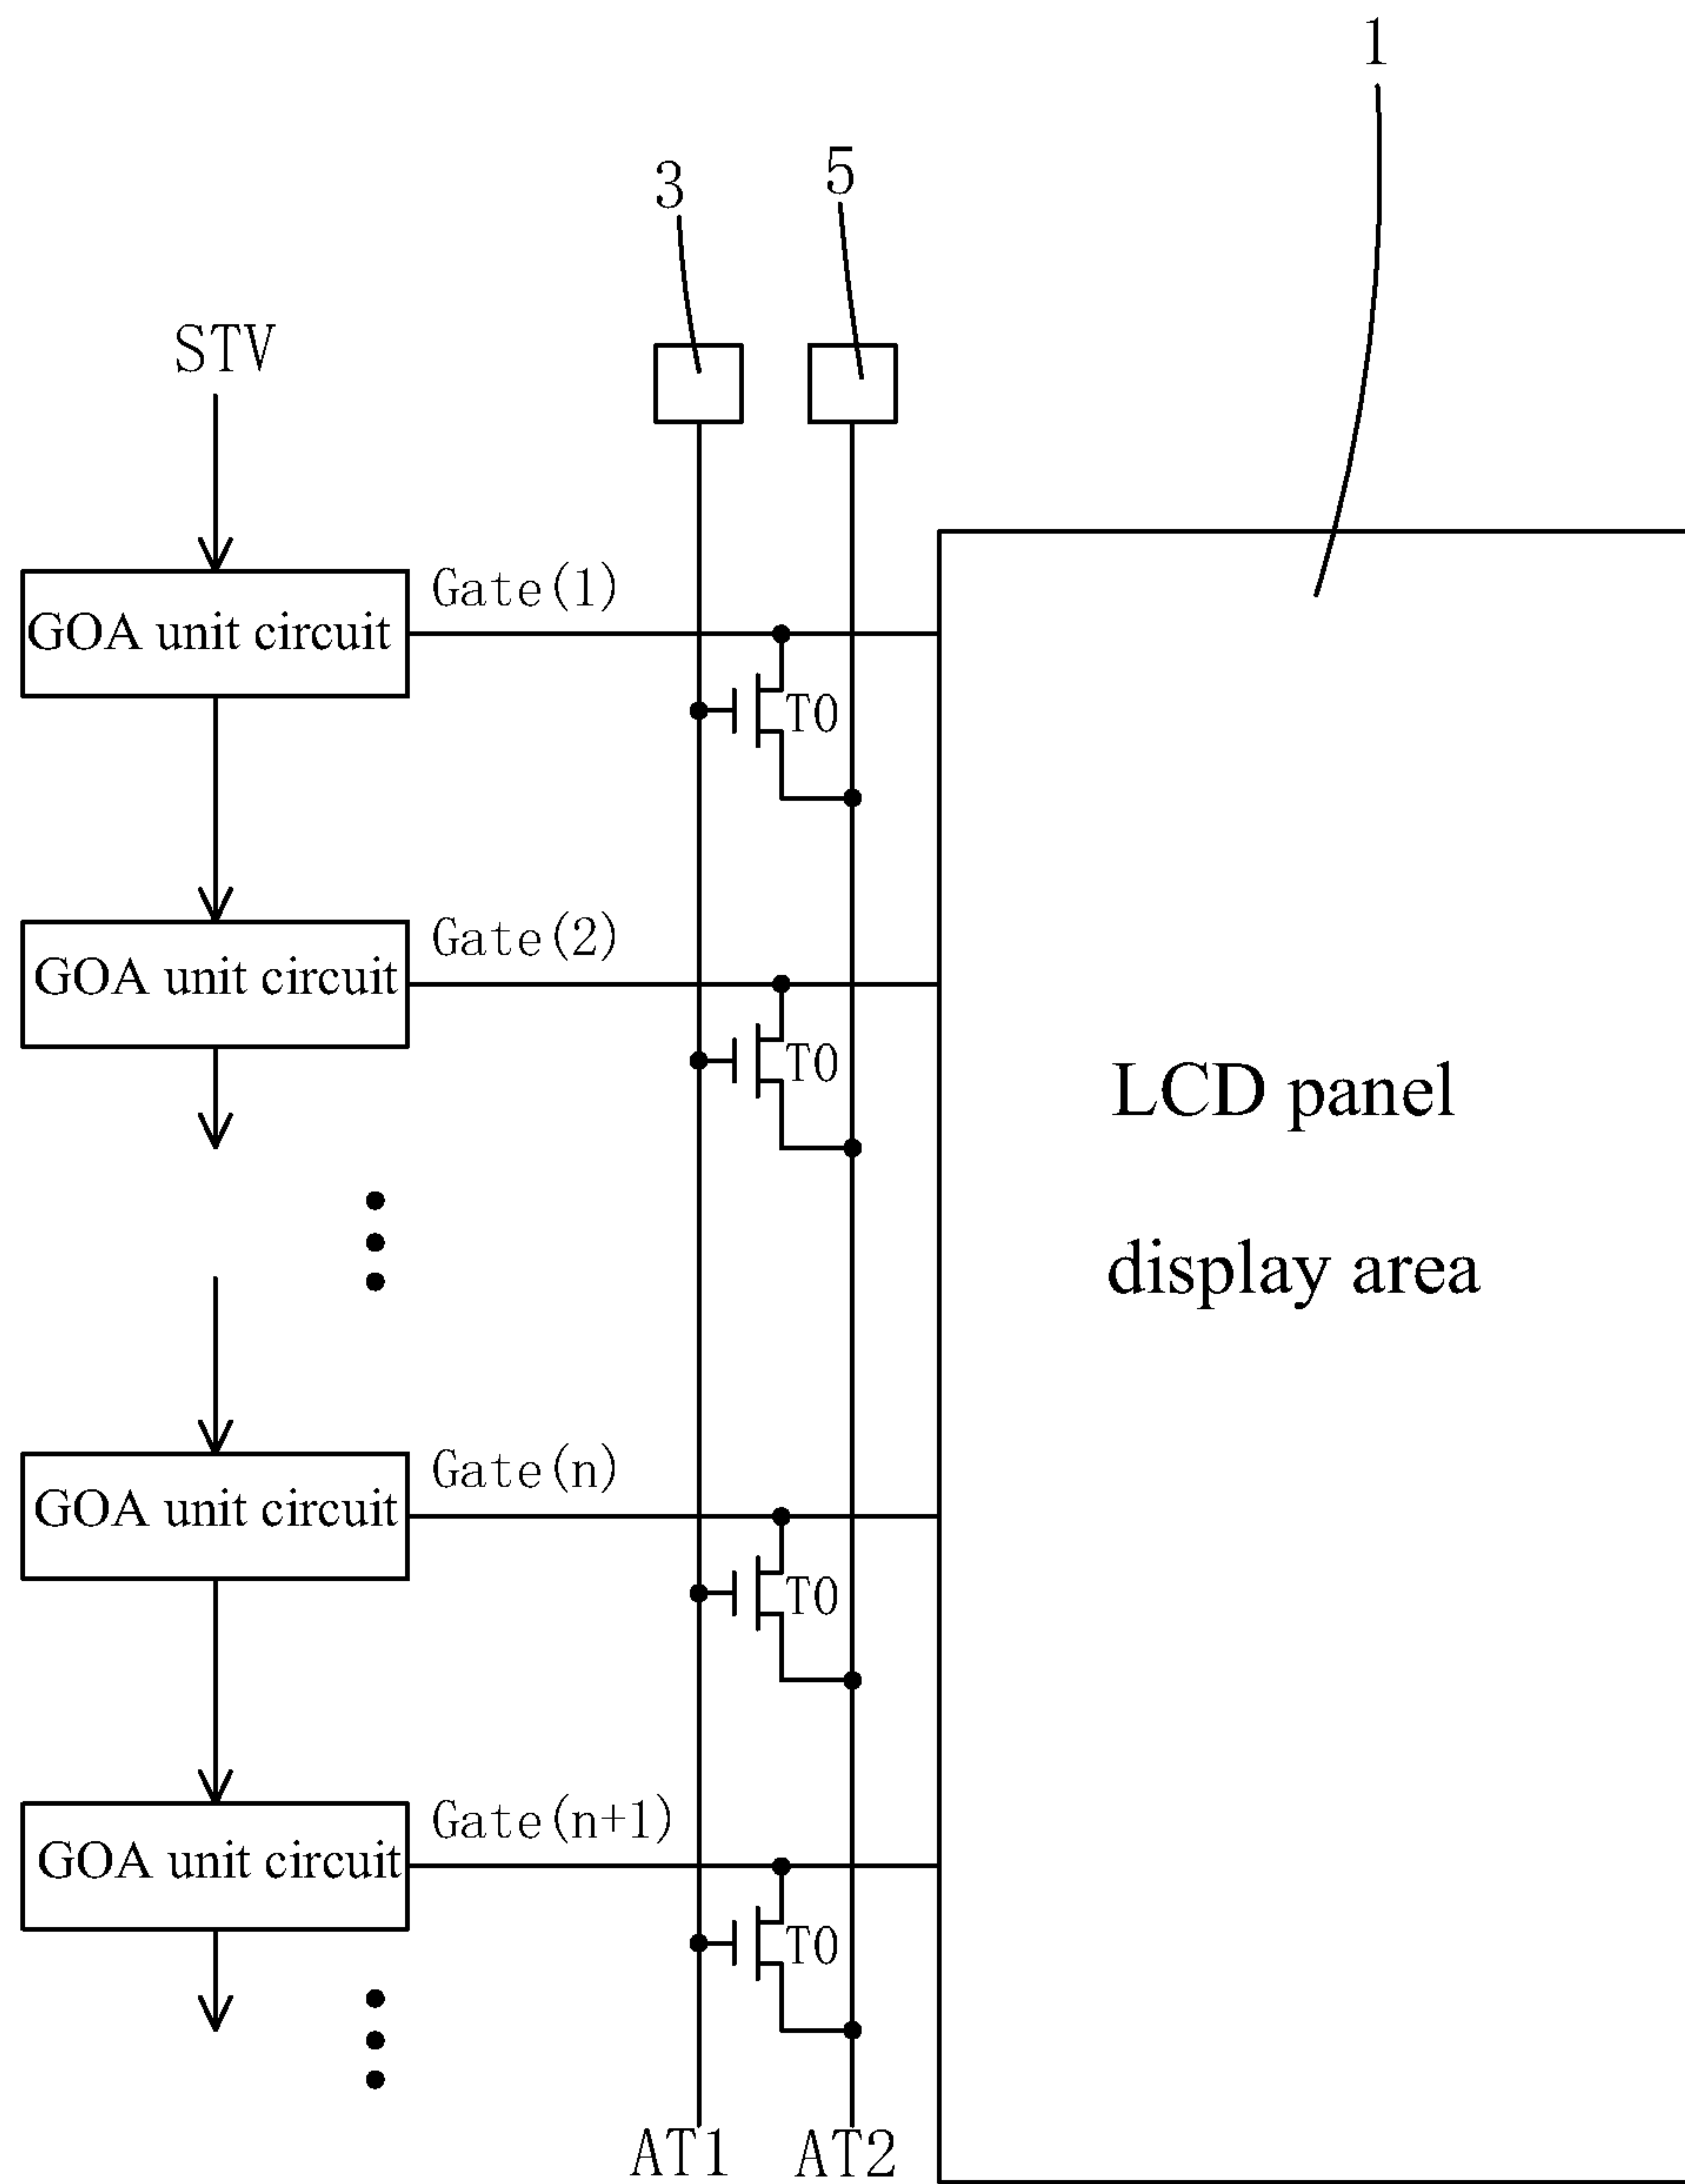 1
3
5
STV
Gate(1)
GOA unit circuit
T0
Gate(2)
GOA unit circuit
T0
LCD panel
display area
Gate(n)
GOA unit circuit
T0
Gate(n+1)
GOA unit circuit
T0
AT1
AT2